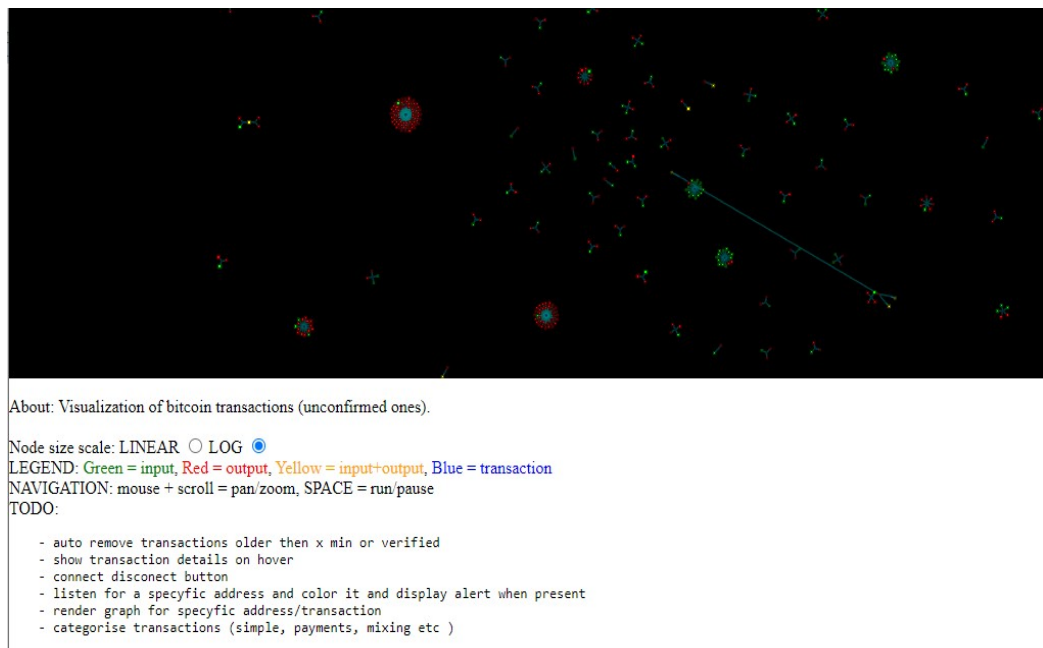 About: Visualization of bitcoin transactions (unconfirmed ones).
Node size scale: LINEAR LOG
LEGEND: Green = input, Red = output, Yellow = input+output, Blue = transaction
NAVIGATION: mouse + scroll = pan/zoom, SPACE = run/pause
TODO:
- auto remove transactions older then x min or verified
- show transaction details on hover
- connect disconect button
- listen for a specyfic address and color it and display alert when present
- render graph for specyfic address/transaction
- categorise transactions (simple, payments, mixing etc )